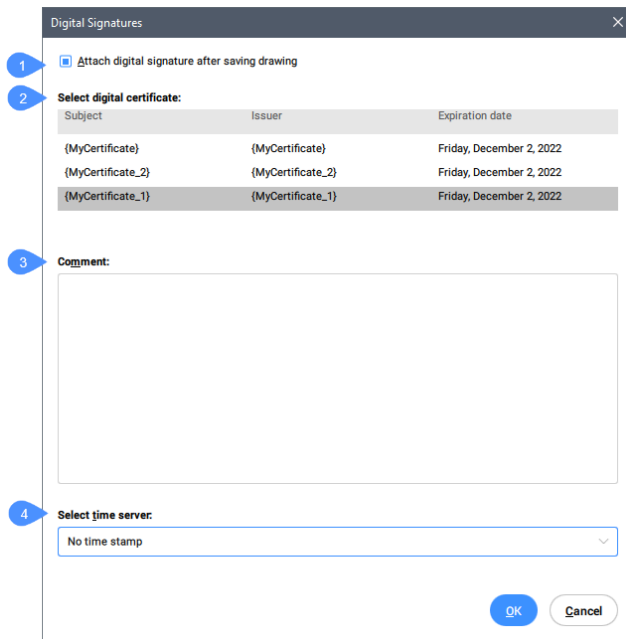 Digital Signatures
1 Attach digital signature after saving drawing
2 Select digital certificate:
Subject Issuer Expiration date
{MyCertificate} {MyCertificate} Friday, December 2, 2022
{MyCertificate_2} {MyCertificate_2} Friday, December 2, 2022
{MyCertificate_1} {MyCertificate_1} Friday, December 2, 2022
3 Comment:
4 Select time server:
No time stamp
OK Cancel